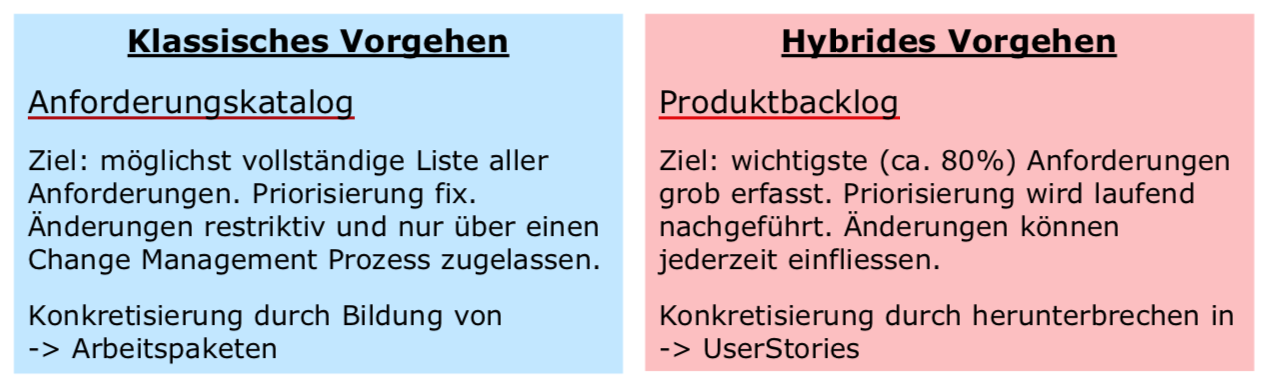 Klassisches Vorgehen
Anforderungskatalog
Ziel: möglichst vollständige Liste aller
Anforderungen. Priorisierung fix.
Änderungen restriktiv und nur über einen
Change Management Prozess zugelassen.
Konkretisierung durch Bildung von
-> Arbeitspaketen
Hybrides Vorgehen
Produktbacklog
Ziel: wichtigste (ca. 80%) Anforderungen
grob erfasst. Priorisierung wird laufend
nachgeführt. Änderungen können
jederzeit einfliessen.
Konkretisierung durch herunterbrechen in
-> UserStories